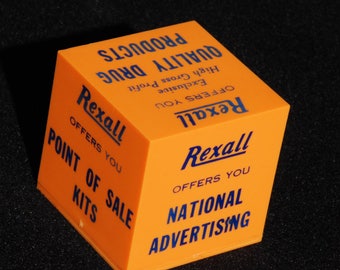 Rexall
OFFERS YOU
Exclusive
High Gross Profit
QUALITY DRUG
PRODUCTS
Rexall
OFFERS YOU
POINT OF SALE
KITS
Rexall
OFFERS YOU
NATIONAL
ADVERTISING